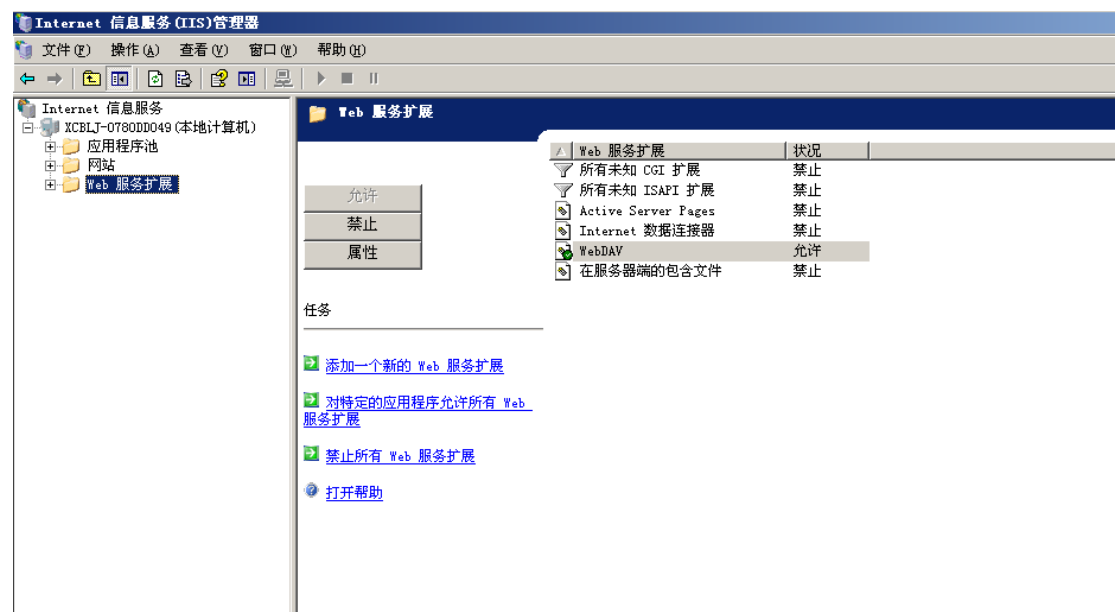 Internet 信息服务(IIS)管理器
文件(F) 操作(A) 查看(V) 窗口(W) 帮助(H)
Internet 信息服务
XCBLJ-0780DD049(本地计算机)
应用程序池
网站
Web 服务扩展
Web 服务扩展
允许
禁止
属性
任务
添加一个新的 Web 服务扩展
对特定的应用程序允许所有 Web
服务扩展
禁止所有 Web 服务扩展
打开帮助
Web 服务扩展 状况
所有未知 CGI 扩展 禁止
所有未知 ISAPI 扩展 禁止
Active Server Pages 禁止
Internet 数据连接器 禁止
WebDAV 允许
在服务器端的包含文件 禁止